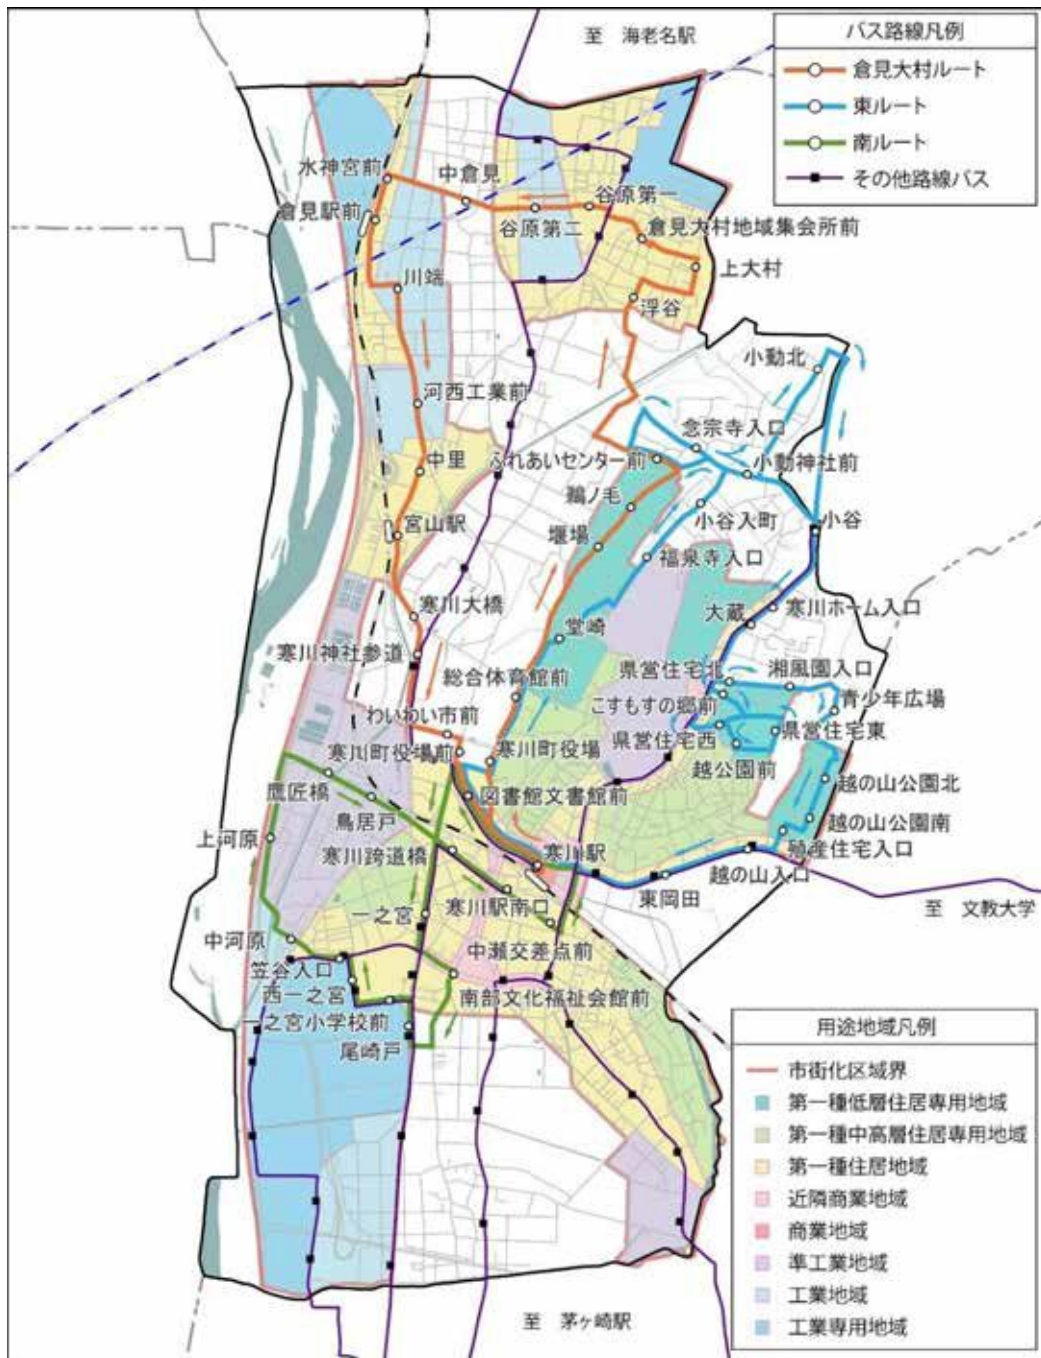 至 海老名駅
バス路線凡例
倉見大村ルート
東ルート
南ルート
その他路線バス
水神宮前
中倉見
谷原第一
倉見駅前
谷原第二
倉見大村地域集会所前
上大村
川端
浮谷
小動北
河西工業前
念宗寺入口
中里
ふれあいセンター前
小動神社前
鵜ノ毛
宮山駅
小谷入町
小谷
堰場
福泉寺入口
寒川大橋
大蔵
寒川ホーム入口
堂崎
寒川神社参道
総合体育館前
県営住宅北
湘風園入口
こすもすの郷前
青少年広場
わいわい市前
県営住宅西
県営住宅東
寒川町役場前
寒川町役場
越公園前
鷹匠橋
図書館文書館前
越の山公園北
鳥居戸
上河原
越の山公園南
寒川跨道橋
寒川駅
殖産住宅入口
越の山入口
東岡田
一之宮
寒川駅南口
至 文教大学
中河原
中瀬交差点前
笠谷入口
西一之宮
南部文化福祉会館前
一之宮小学校前
尾崎戸
用途地域凡例
市街化区域界
第一種低層住居専用地域
第一種中高層住居専用地域
第一種住居地域
近隣商業地域
商業地域
準工業地域
工業地域
工業専用地域
至 茅ヶ崎駅